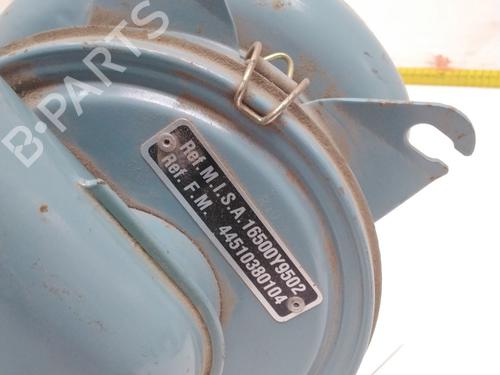 B-PARTS
Ref. M.I.S.A. 16500Y9502
Ref. F.M. 44510380104